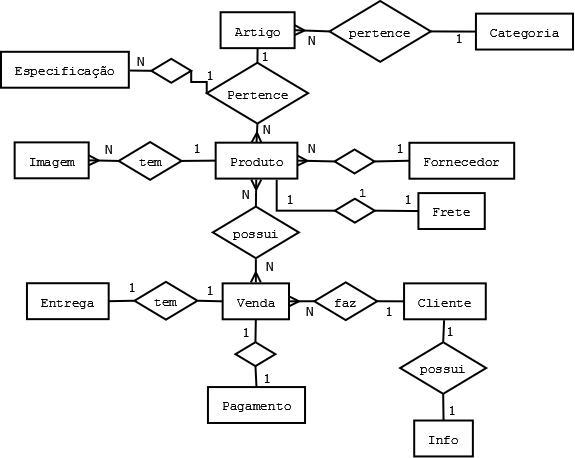 Artigo
N
pertence
1
Categoria
Especificação
N
1
1
Pertence
N
Imagem
N
tem
1
Produto
N
1
Fornecedor
N
1
1
1
Frete
possui
N
Entrega
1
tem
1
Venda
N
faz
1
Cliente
1
1
possui
1
Pagamento
1
Info